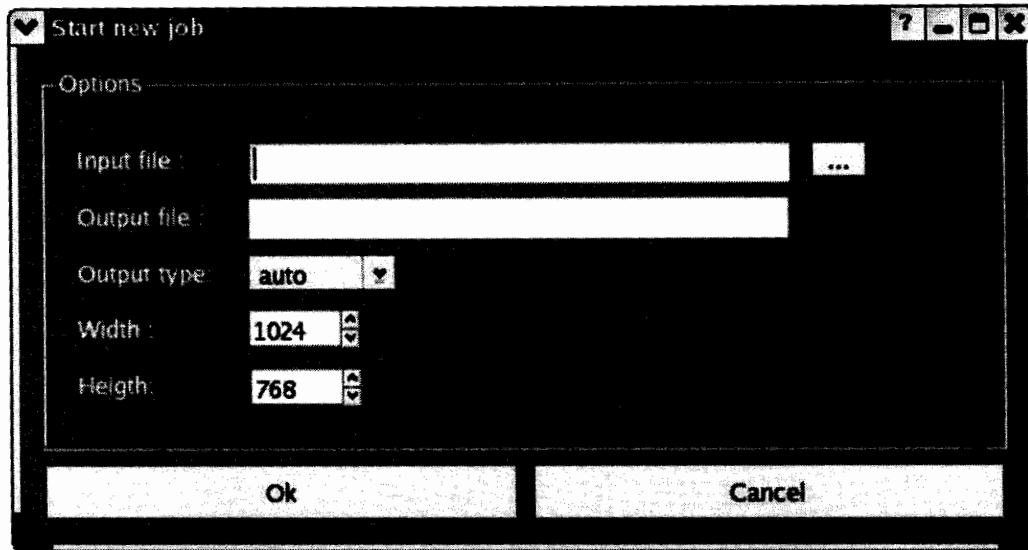 Start new job
?
Options
Input file :
...
Output file :
Output type: auto
Width : 1024
Heigth: 768
Ok Cancel